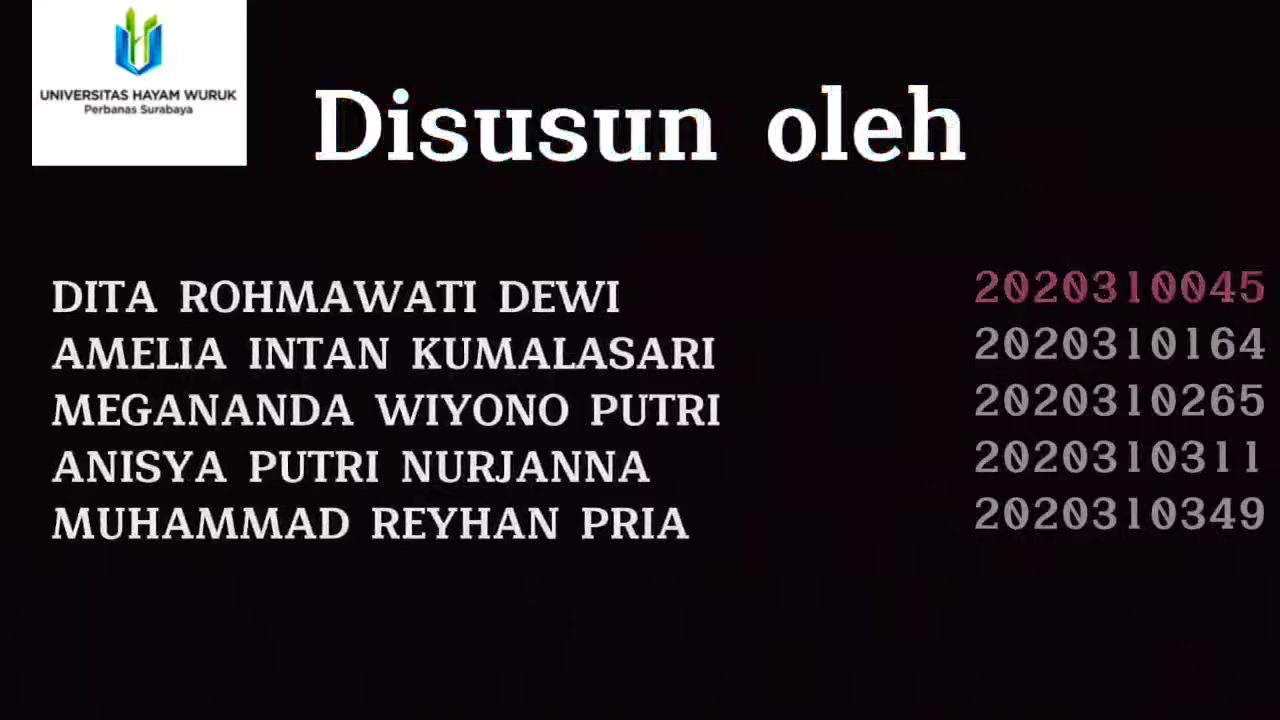 UNIVERSITAS HAYAM WURUK
Perbanas Surabaya
Disusun oleh
DITA ROHMAWATI DEWI 2020310045
AMELIA INTAN KUMALASARI 2020310164
MEGANANDA WIYONO PUTRI 2020310265
ANISYA PUTRI NURJANNA 2020310311
MUHAMMAD REYHAN PRIA 2020310349